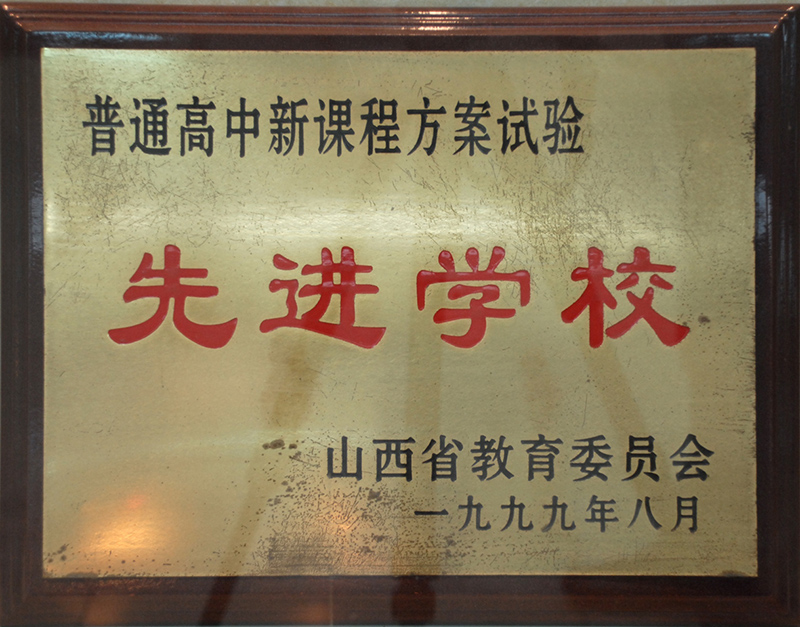 普通高中新课程方案试验
先进学校
山西省教育委员会
一九九九年八月